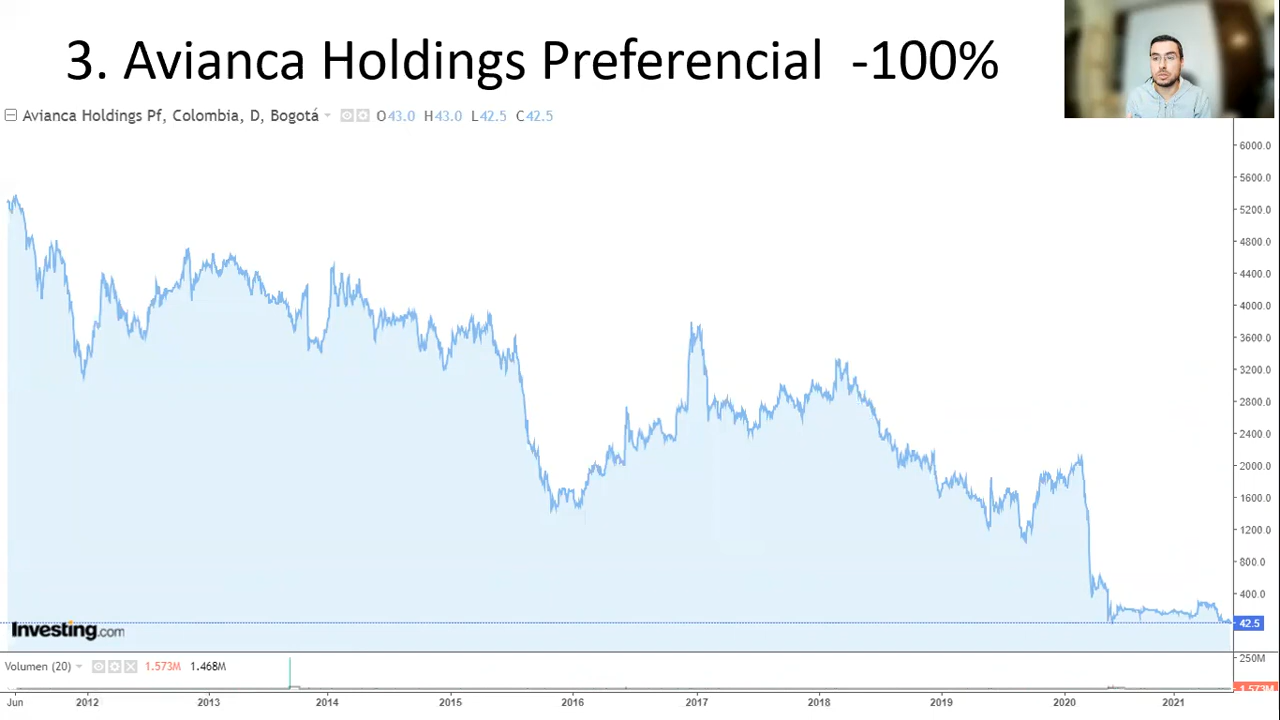 3. Avianca Holdings Preferencial -100%
Avianca Holdings Pf, Colombia, D, Bogotá O43.0 H43.0 L42.5 C42.5
6000.0
5600.0
5200.0
4800.0
4400.0
4000.0
3600.0
3200.0
2800.0
2400.0
2000.0
1600.0
1200.0
800.0
400.0
42.5
Investing.com
Volumen (20) 1.573M 1.468M
250M
1.573M
Jun 2012 2013 2014 2015 2016 2017 2018 2019 2020 2021